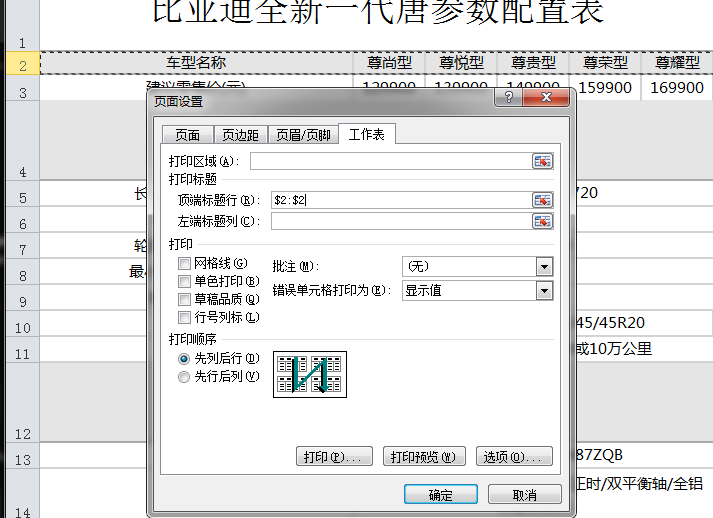 比亚迪全新一代唐参数配置表
1
2 车型名称 尊尚型 尊悦型 尊贵型 尊荣型 尊耀型
3 建议零售价(元) 129900 139900 149900 159900 169900
页面设置
页面 页边距 页眉/页脚 工作表
打印区域(A):
4
打印标题
5 长 720
顶端标题行(R): $2:$2
左端标题列(C):
6
打印
7 轮
网格线(G) 批注(M): (无)
8 最
单色打印(B)
错误单元格打印为(E): 显示值
9
草稿品质(Q)
行号列标(L)
10 45/45R20
打印顺序
11 或10万公里
先列后行(D)
先行后列(V)
12
13 87ZQB
打印(P)... 打印预览(W) 选项(O)...
正时/双平衡轴/全铝
确定 取消
14